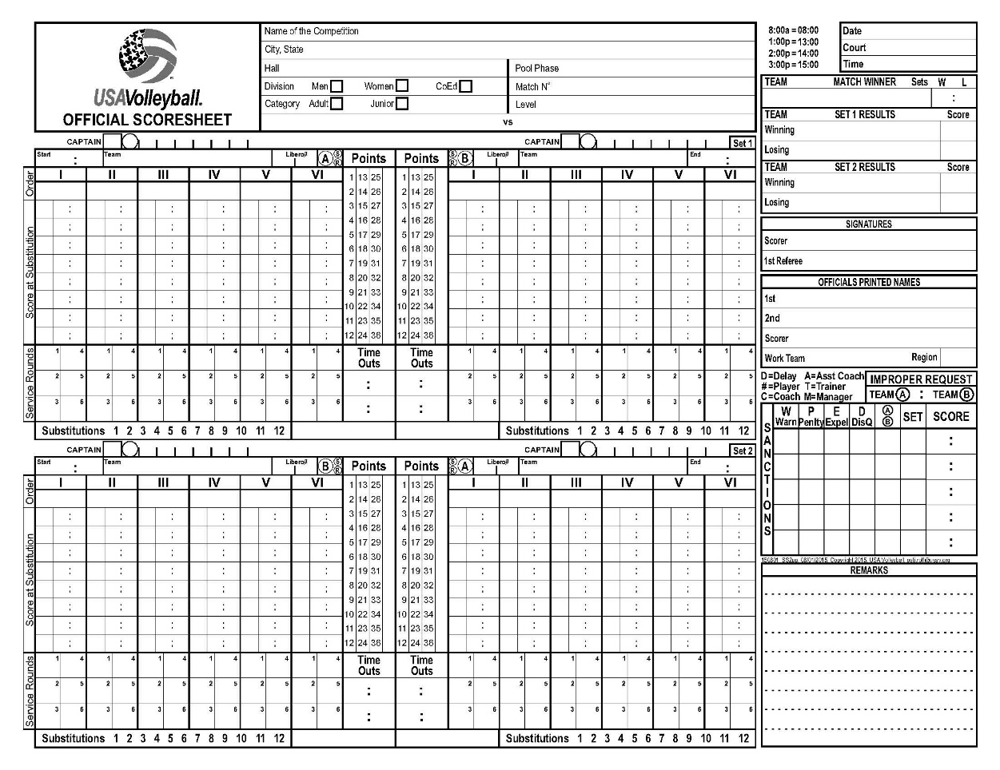 USAVolleyball.
OFFICIAL SCORESHEET
Name of the Competition
City, State
Hall
Pool Phase
Division Men Women CoEd
Match N°
Category Adult Junior
Level
vs
8:00a = 08:00
1:00p = 13:00
2:00p = 14:00
3:00p = 15:00
Date
Court
Time
TEAM MATCH WINNER Sets W L
:
TEAM SET 1 RESULTS Score
Winning
Losing
TEAM SET 2 RESULTS Score
Winning
Losing
SIGNATURES
Scorer
1st Referee
OFFICIALS PRINTED NAMES
1st
2nd
Scorer
Work Team Region
D=Delay A=Asst Coach
#=Player T=Trainer
C=Coach M=Manager
IMPROPER REQUEST
TEAM A : TEAM B
SANCTIONS
W Warn P Penlty E Expel D DisQ A B SET SCORE
:
:
:
:
:
REMARKS
CAPTAIN CAPTAIN Set 1
Start : Team Libero# A S R Points Points S R B Libero# Team End :
Order
I II III IV V VI I II III IV V VI
Score at Substitution
1 13 25 1 13 25
2 14 26 2 14 26
: : : : : : 3 15 27 3 15 27 : : : : : :
: : : : : : 4 16 28 4 16 28 : : : : : :
: : : : : : 5 17 29 5 17 29 : : : : : :
: : : : : : 6 18 30 6 18 30 : : : : : :
7 19 31 7 19 31
: : : : : : 8 20 32 8 20 32 : : : : : :
: : : : : : 9 21 33 9 21 33 : : : : : :
: : : : : : 10 22 34 10 22 34 : : : : : :
11 23 35 11 23 35
: : : : : : 12 24 36 12 24 36 : : : : : :
Service Rounds
1 4 1 4 1 4 1 4 1 4 1 4 Time Outs Time Outs 1 4 1 4 1 4 1 4 1 4 1 4
2 5 2 5 2 5 2 5 2 5 2 5 : : 2 5 2 5 2 5 2 5 2 5 2 5
3 6 3 6 3 6 3 6 3 6 3 6 : : 3 6 3 6 3 6 3 6 3 6 3 6
Substitutions 1 2 3 4 5 6 7 8 9 10 11 12 Substitutions 1 2 3 4 5 6 7 8 9 10 11 12
CAPTAIN CAPTAIN Set 2
Start : Team Libero# B S R Points Points S R A Libero# Team End :
Order
I II III IV V VI I II III IV V VI
Score at Substitution
1 13 25 1 13 25
2 14 26 2 14 26
: : : : : : 3 15 27 3 15 27 : : : : : :
: : : : : : 4 16 28 4 16 28 : : : : : :
: : : : : : 5 17 29 5 17 29 : : : : : :
: : : : : : 6 18 30 6 18 30 : : : : : :
7 19 31 7 19 31
: : : : : : 8 20 32 8 20 32 : : : : : :
: : : : : : 9 21 33 9 21 33 : : : : : :
: : : : : : 10 22 34 10 22 34 : : : : : :
11 23 35 11 23 35
: : : : : : 12 24 36 12 24 36 : : : : : :
Service Rounds
1 4 1 4 1 4 1 4 1 4 1 4 Time Outs Time Outs 1 4 1 4 1 4 1 4 1 4 1 4
2 5 2 5 2 5 2 5 2 5 2 5 : : 2 5 2 5 2 5 2 5 2 5 2 5
3 6 3 6 3 6 3 6 3 6 3 6 : : 3 6 3 6 3 6 3 6 3 6 3 6
Substitutions 1 2 3 4 5 6 7 8 9 10 11 12 Substitutions 1 2 3 4 5 6 7 8 9 10 11 12